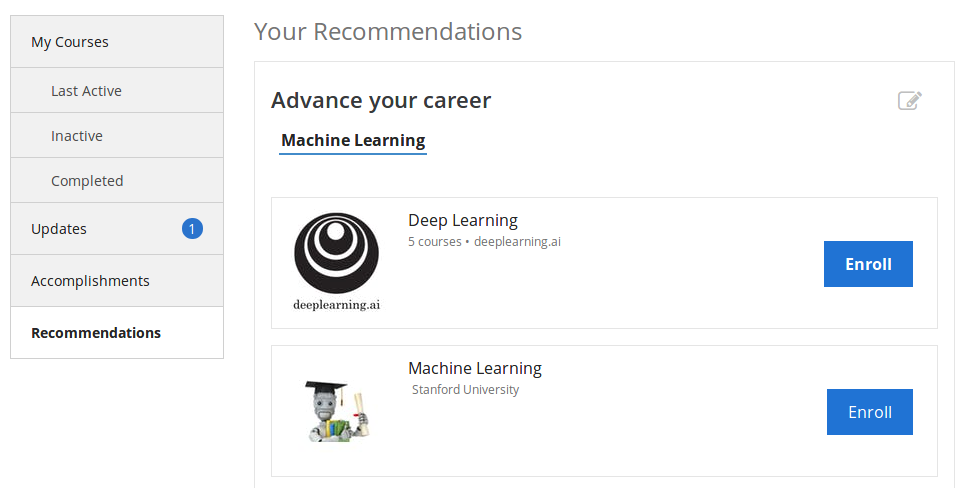 My Courses
Last Active
Inactive
Completed
Updates 1
Accomplishments
Recommendations
Your Recommendations
Advance your career
Machine Learning
deeplearning.ai
Deep Learning
5 courses • deeplearning.ai
Enroll
Machine Learning
Stanford University
Enroll